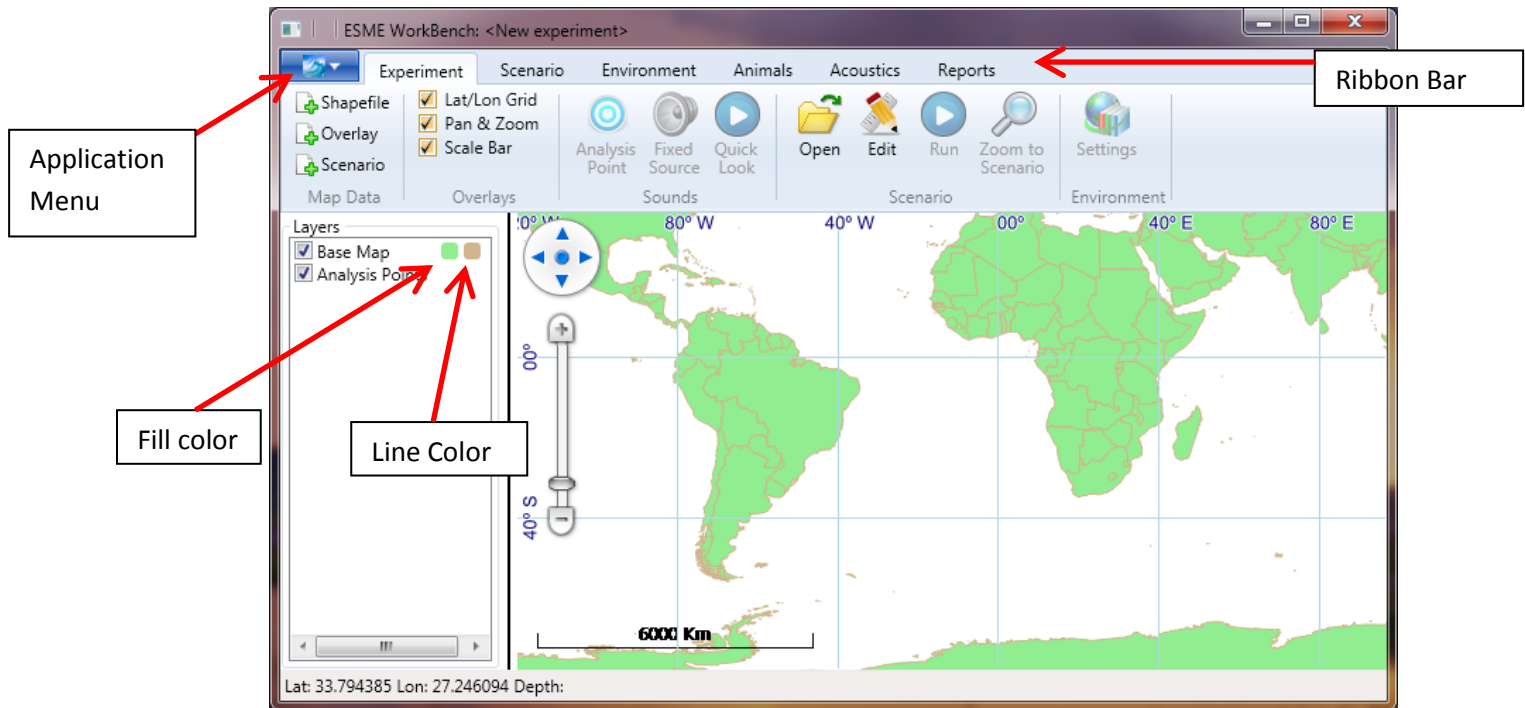 ESME WorkBench: <New experiment>
Experiment Scenario Environment Animals Acoustics Reports
Ribbon Bar
Shapefile
Overlay
Scenario
Map Data
Lat/Lon Grid
Pan & Zoom
Scale Bar
Overlays
Analysis Point
Fixed Source
Quick Look
Sounds
Open
Edit
Run
Zoom to Scenario
Scenario
Settings
Environment
Application
Menu
Layers
Base Map
Analysis Points
Fill color
Line Color
80° W 40° W 00° 40° E 80° E
00°
40° S
6000 Km
Lat: 33.794385 Lon: 27.246094 Depth: